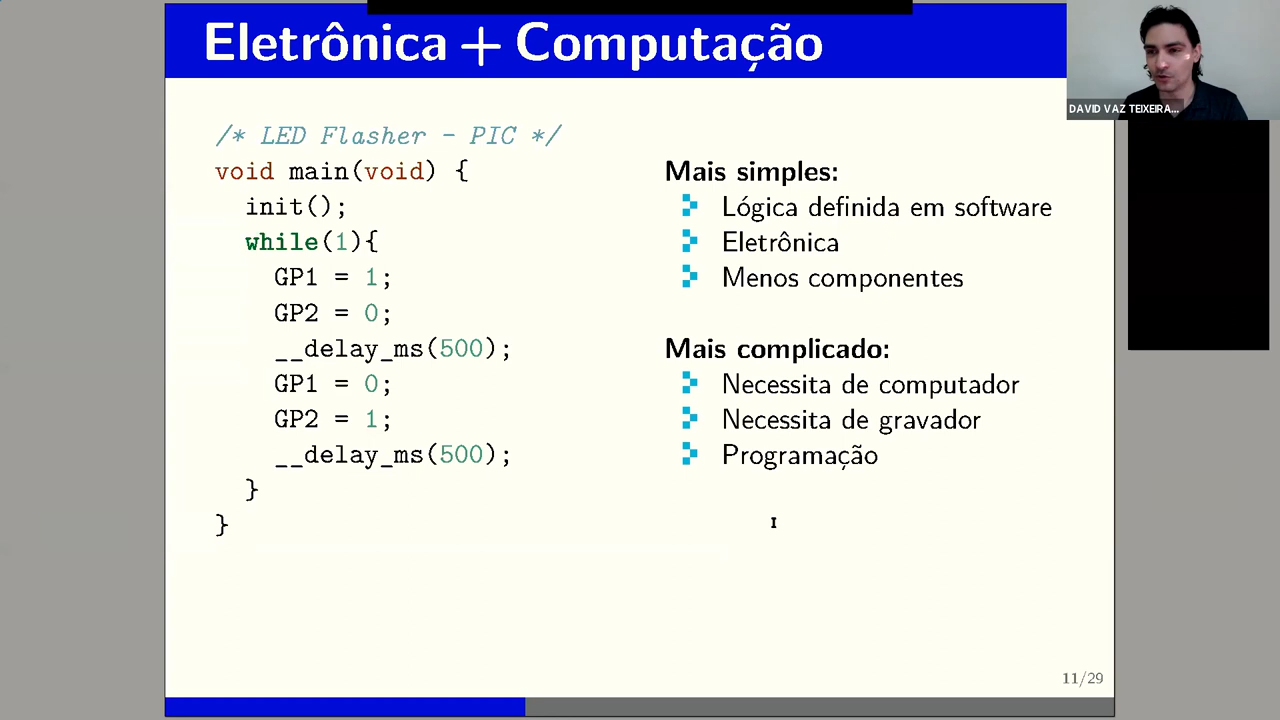 Eletrônica + Computação
DAVID VAZ TEIXEIRA...
/* LED Flasher - PIC */
void main(void) {
init();
while(1){
GP1 = 1;
GP2 = 0;
__delay_ms(500);
GP1 = 0;
GP2 = 1;
__delay_ms(500);
}
}
Mais simples:
Lógica definida em software
Eletrônica
Menos componentes
Mais complicado:
Necessita de computador
Necessita de gravador
Programação
11/29